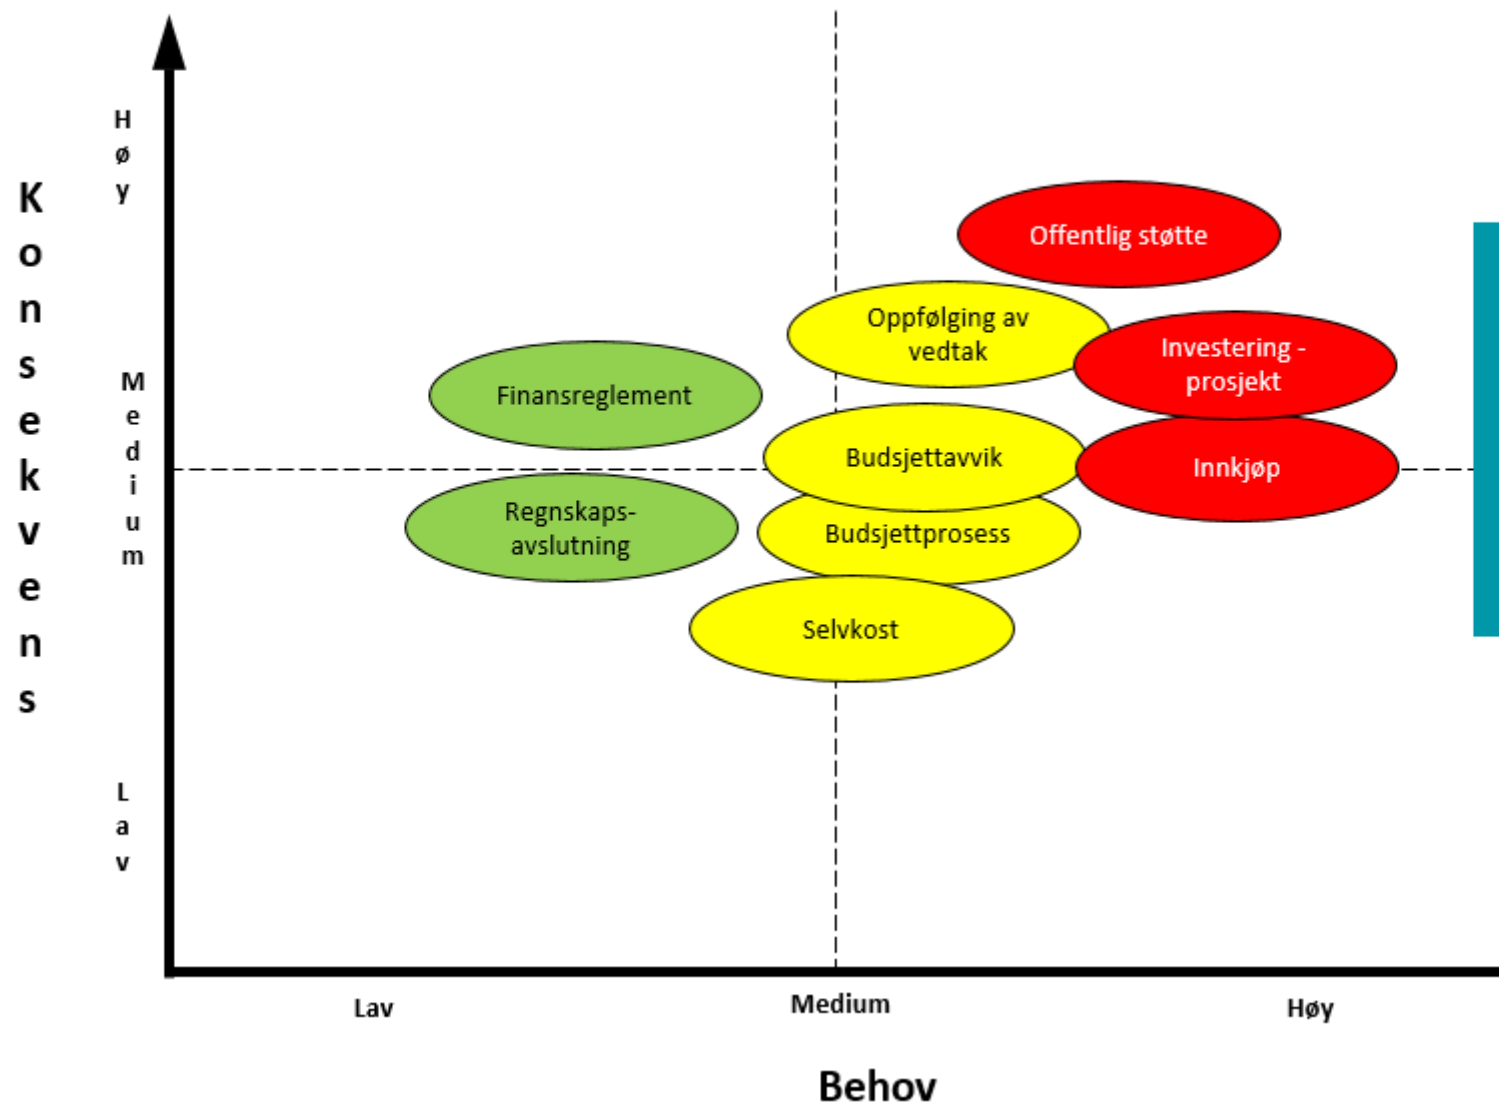 Konsekvens
Høy
Medium
Lav
Offentlig støtte
Oppfølging av
vedtak
Investering -
prosjekt
Finansreglement
Budsjettavvik
Innkjøp
Regnskaps-
avslutning
Budsjettprosess
Selvkost
Lav
Medium
Høy
Behov